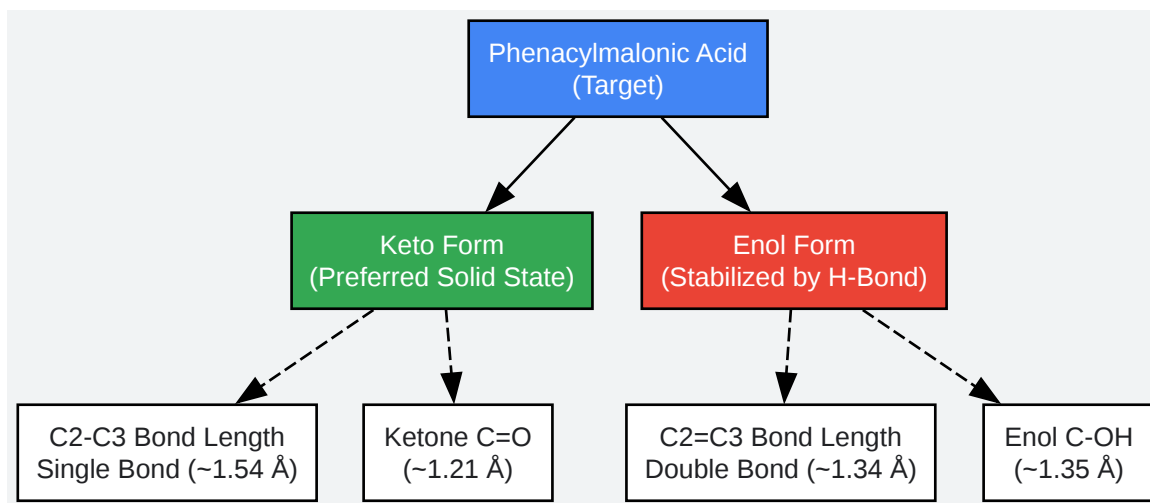 Phenacylmalonic Acid
(Target)
Keto Form
(Preferred Solid State)
Enol Form
(Stabilized by H-Bond)
C2-C3 Bond Length
Single Bond (~1.54 Å)
Ketone C=O
(~1.21 Å)
C2=C3 Bond Length
Double Bond (~1.34 Å)
Enol C-OH
(~1.35 Å)